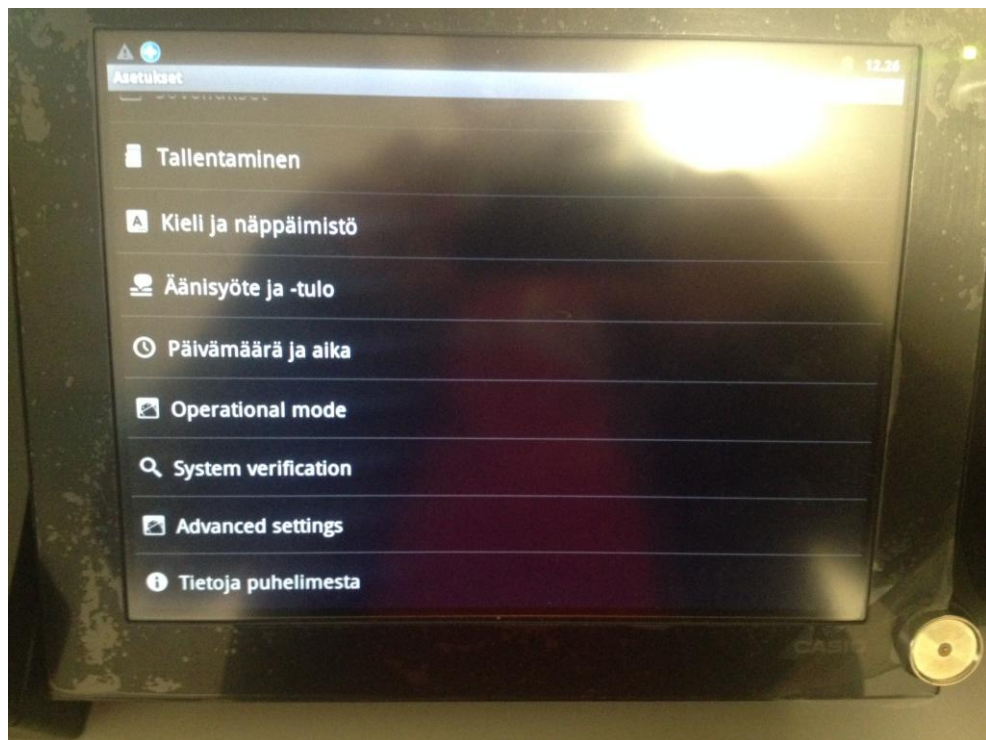 12.26
Asetukset
Sovellukset
Tallentaminen
Kieli ja näppäimistö
Äänisyöte ja -tulo
Päivämäärä ja aika
Operational mode
System verification
Advanced settings
Tietoja puhelimesta
CASIO